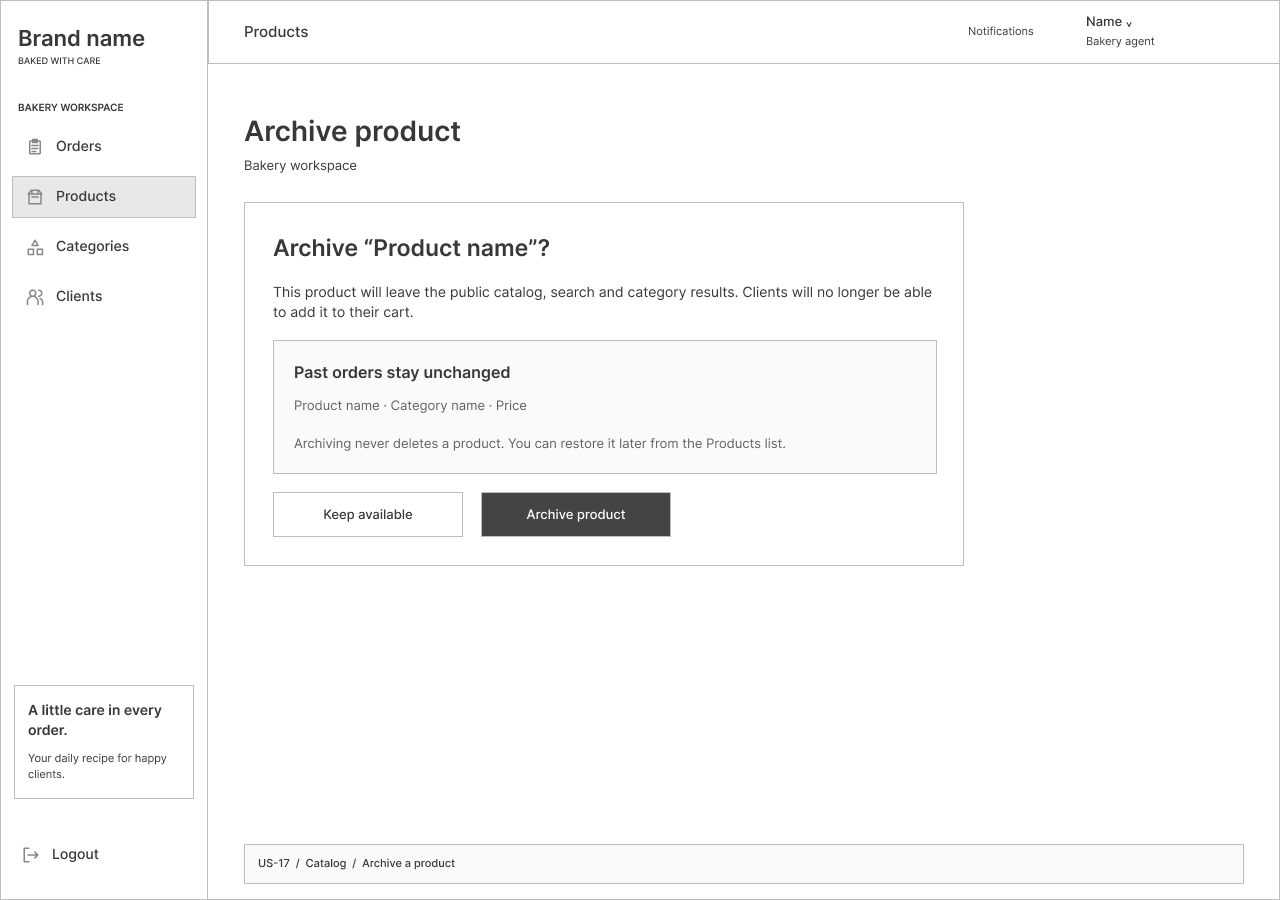 Brand name
BAKED WITH CARE
BAKERY WORKSPACE
Orders
Products
Categories
Clients
A little care in every
order.
Your daily recipe for happy
clients.
Logout
Products
Notifications
Name v
Bakery agent
Archive product
Bakery workspace
Archive “Product name”?
This product will leave the public catalog, search and category results. Clients will no longer be able
to add it to their cart.
Past orders stay unchanged
Product name · Category name · Price
Archiving never deletes a product. You can restore it later from the Products list.
Keep available
Archive product
US-17 / Catalog / Archive a product